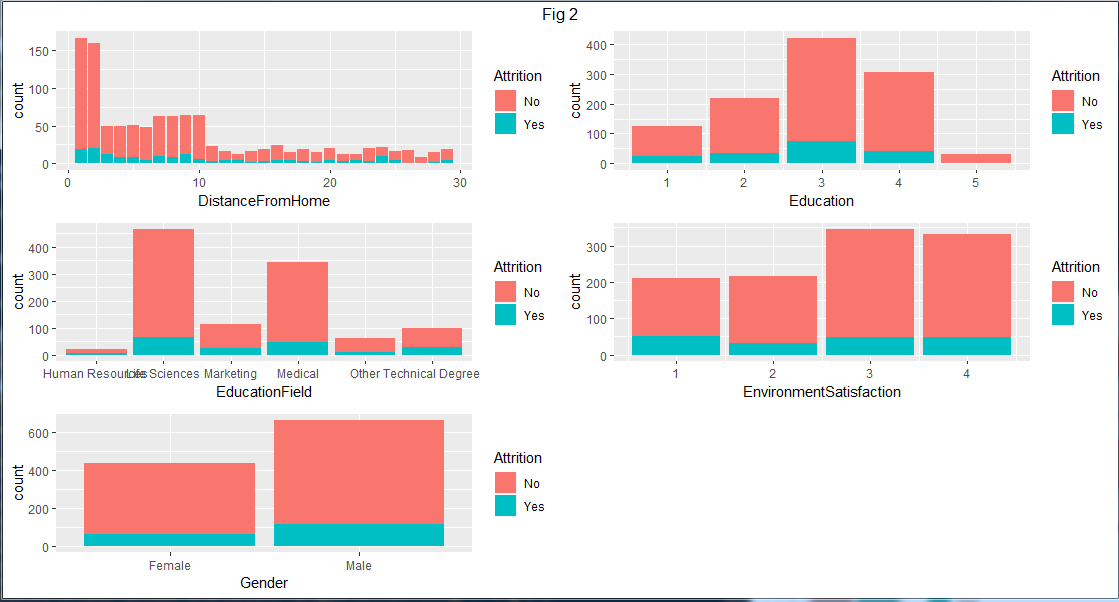 Fig 2
count
150
100
50
0
0 10 20 30
DistanceFromHome
Attrition
No
Yes
count
400
300
200
100
0
1 2 3 4 5
Education
Attrition
No
Yes
count
400
300
200
100
0
Human Resources Life Sciences Marketing Medical Other Technical Degree
EducationField
Attrition
No
Yes
count
300
200
100
0
1 2 3 4
EnvironmentSatisfaction
Attrition
No
Yes
count
600
400
200
0
Female Male
Gender
Attrition
No
Yes